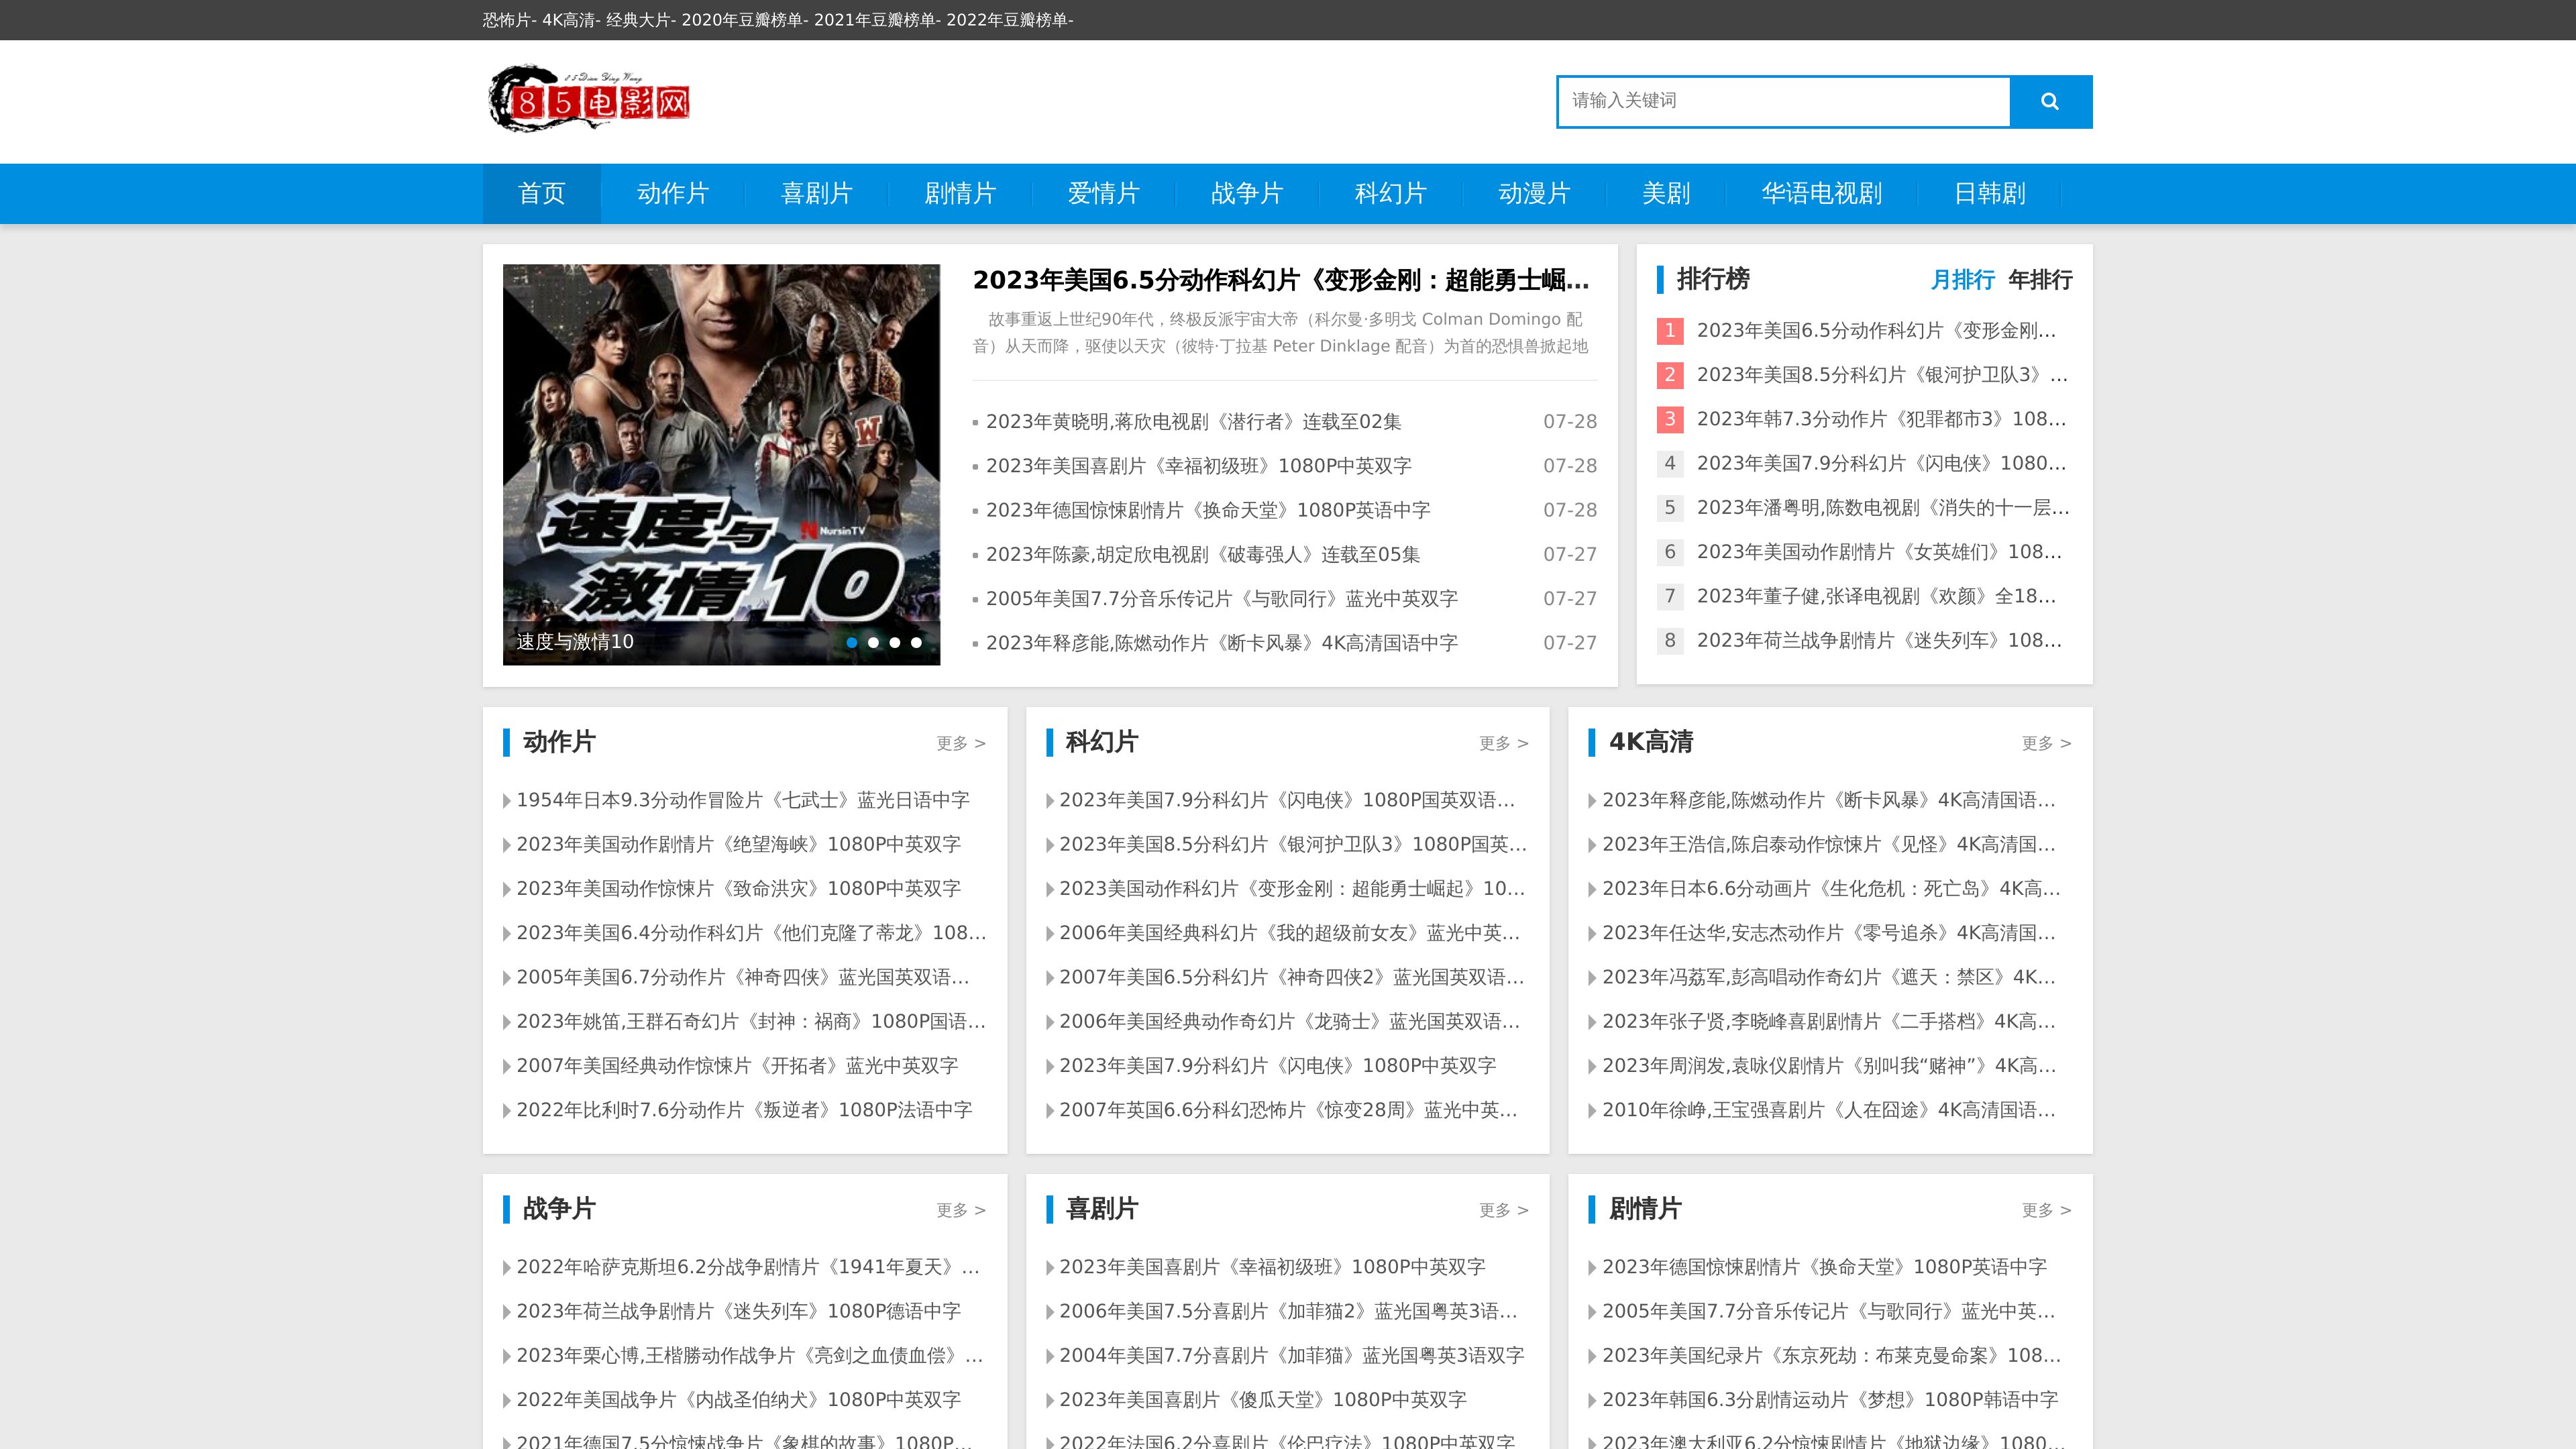 恐怖片- 4K高清- 经典大片- 2020年豆瓣榜单- 2021年豆瓣榜单- 2022年豆瓣榜单-
85Dian Ying Wang
85电影网
请输入关键词
首页 动作片 喜剧片 剧情片 爱情片 战争片 科幻片 动漫片 美剧 华语电视剧 日韩剧
NursinTV
速度与
激情10
速度与激情10
2023年美国6.5分动作科幻片《变形金刚：超能勇士崛...
故事重返上世纪90年代，终极反派宇宙大帝（科尔曼·多明戈 Colman Domingo 配
音）从天而降，驱使以天灾（彼特·丁拉基 Peter Dinklage 配音）为首的恐惧兽掀起地
2023年黄晓明,蒋欣电视剧《潜行者》连载至02集 07-28
2023年美国喜剧片《幸福初级班》1080P中英双字 07-28
2023年德国惊悚剧情片《换命天堂》1080P英语中字 07-28
2023年陈豪,胡定欣电视剧《破毒强人》连载至05集 07-27
2005年美国7.7分音乐传记片《与歌同行》蓝光中英双字 07-27
2023年释彦能,陈燃动作片《断卡风暴》4K高清国语中字 07-27
排行榜 月排行 年排行
1 2023年美国6.5分动作科幻片《变形金刚...
2 2023年美国8.5分科幻片《银河护卫队3》...
3 2023年韩7.3分动作片《犯罪都市3》108...
4 2023年美国7.9分科幻片《闪电侠》1080...
5 2023年潘粤明,陈数电视剧《消失的十一层...
6 2023年美国动作剧情片《女英雄们》108...
7 2023年董子健,张译电视剧《欢颜》全18...
8 2023年荷兰战争剧情片《迷失列车》108...
动作片 更多 >
1954年日本9.3分动作冒险片《七武士》蓝光日语中字
2023年美国动作剧情片《绝望海峡》1080P中英双字
2023年美国动作惊悚片《致命洪灾》1080P中英双字
2023年美国6.4分动作科幻片《他们克隆了蒂龙》108...
2005年美国6.7分动作片《神奇四侠》蓝光国英双语...
2023年姚笛,王群石奇幻片《封神：祸商》1080P国语...
2007年美国经典动作惊悚片《开拓者》蓝光中英双字
2022年比利时7.6分动作片《叛逆者》1080P法语中字
科幻片 更多 >
2023年美国7.9分科幻片《闪电侠》1080P国英双语...
2023年美国8.5分科幻片《银河护卫队3》1080P国英...
2023美国动作科幻片《变形金刚：超能勇士崛起》10...
2006年美国经典科幻片《我的超级前女友》蓝光中英...
2007年美国6.5分科幻片《神奇四侠2》蓝光国英双语...
2006年美国经典动作奇幻片《龙骑士》蓝光国英双语...
2023年美国7.9分科幻片《闪电侠》1080P中英双字
2007年英国6.6分科幻恐怖片《惊变28周》蓝光中英...
4K高清 更多 >
2023年释彦能,陈燃动作片《断卡风暴》4K高清国语...
2023年王浩信,陈启泰动作惊悚片《见怪》4K高清国...
2023年日本6.6分动画片《生化危机：死亡岛》4K高...
2023年任达华,安志杰动作片《零号追杀》4K高清国...
2023年冯荔军,彭高唱动作奇幻片《遮天：禁区》4K...
2023年张子贤,李晓峰喜剧剧情片《二手搭档》4K高...
2023年周润发,袁咏仪剧情片《别叫我“赌神”》4K高...
2010年徐峥,王宝强喜剧片《人在囧途》4K高清国语...
战争片 更多 >
2022年哈萨克斯坦6.2分战争剧情片《1941年夏天》...
2023年荷兰战争剧情片《迷失列车》1080P德语中字
2023年栗心博,王楷勝动作战争片《亮剑之血债血偿》...
2022年美国战争片《内战圣伯纳犬》1080P中英双字
2021年德国7.5分惊悚战争片《象棋的故事》1080P...
喜剧片 更多 >
2023年美国喜剧片《幸福初级班》1080P中英双字
2006年美国7.5分喜剧片《加菲猫2》蓝光国粤英3语...
2004年美国7.7分喜剧片《加菲猫》蓝光国粤英3语双字
2023年美国喜剧片《傻瓜天堂》1080P中英双字
2022年法国6.2分喜剧片《伦巴疗法》1080P中英双字
剧情片 更多 >
2023年德国惊悚剧情片《换命天堂》1080P英语中字
2005年美国7.7分音乐传记片《与歌同行》蓝光中英...
2023年美国纪录片《东京死劫：布莱克曼命案》108...
2023年韩国6.3分剧情运动片《梦想》1080P韩语中字
2023年澳大利亚6.2分惊悚剧情片《地狱边缘》1080...